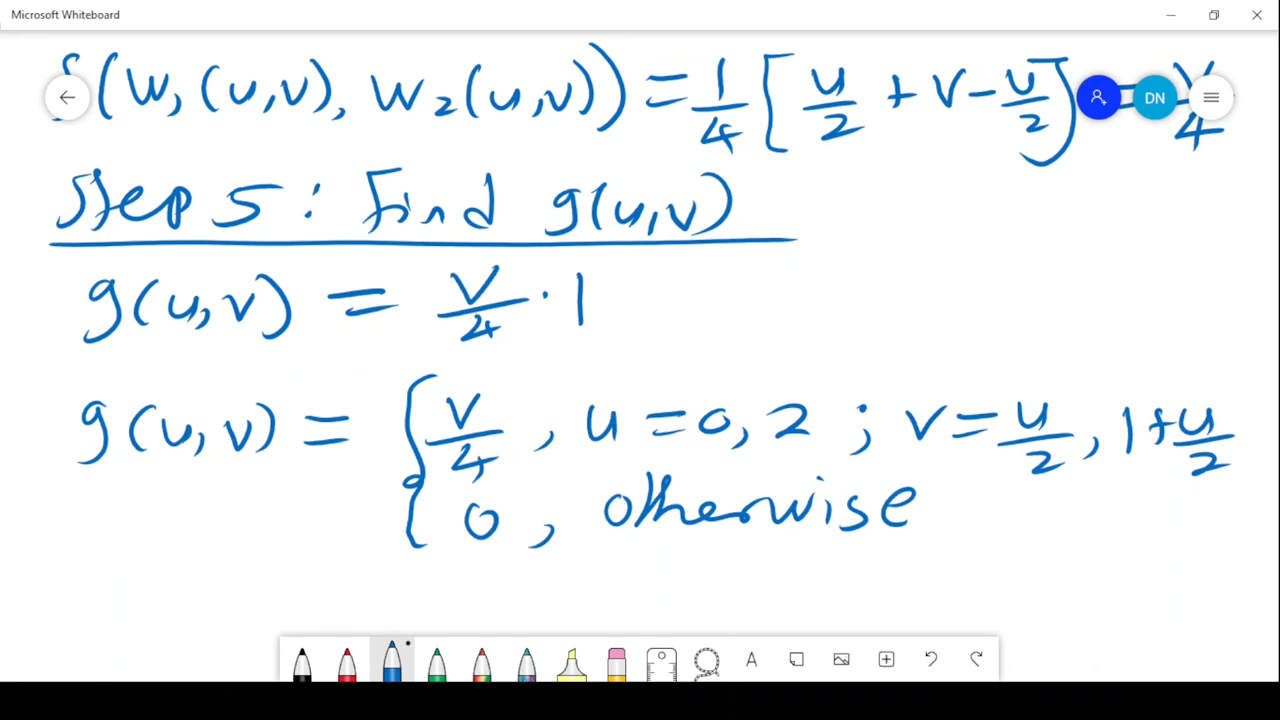 Microsoft Whiteboard
f(w₁(u,v), w₂(u,v)) = 1/4 [u/2 + v - u/2] = v/4
DN
Step 5: Find g(u,v)
g(u,v) = v/4 · 1
g(u,v) = { v/4 , u = 0, 2 ; v = u/2, 1+u/2
0 , otherwise
A